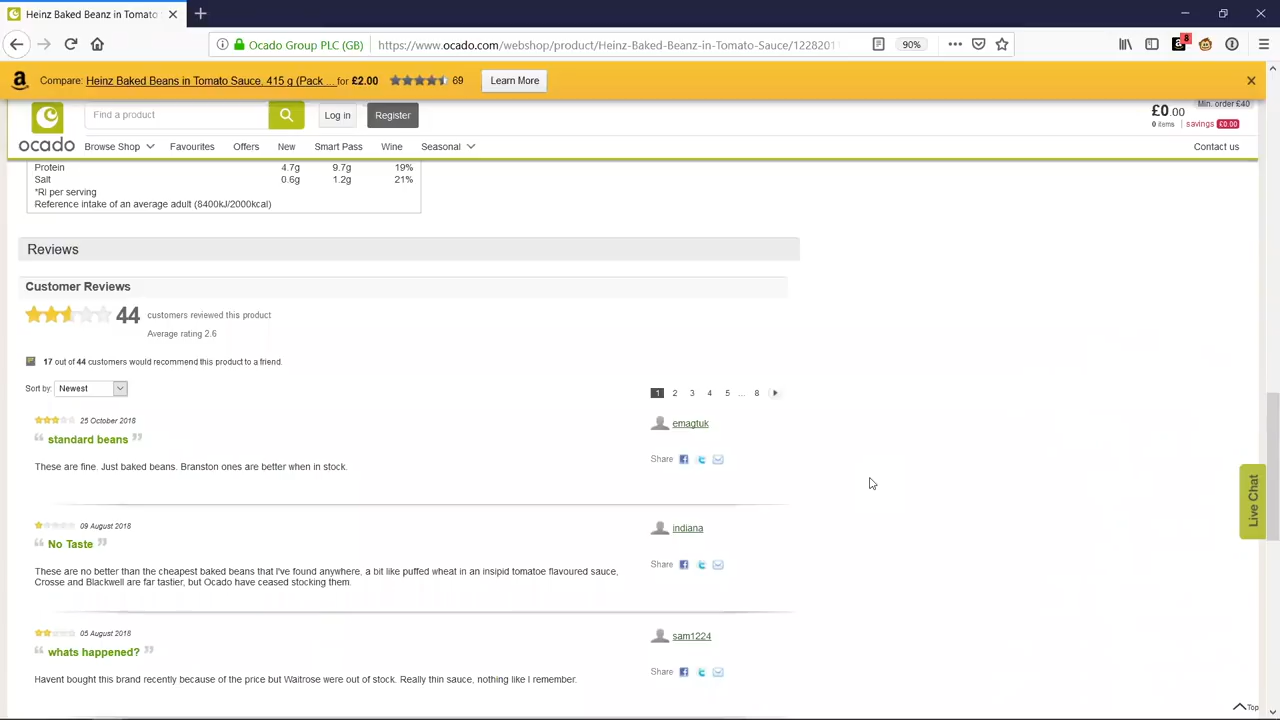 Heinz Baked Beanz in Tomato
Ocado Group PLC (GB)
https://www.ocado.com/webshop/product/Heinz-Baked-Beanz-in-Tomato-Sauce/1228201
90%
8
Compare: Heinz Baked Beans in Tomato Sauce, 415 g (Pack ... for £2.00
69
Learn More
ocado
Find a product
Log in
Register
£0.00
Min. order £40
0 items | savings £0.00
Browse Shop
Favourites
Offers
New
Smart Pass
Wine
Seasonal
Contact us
Protein 4.7g 9.7g 19%
Salt 0.6g 1.2g 21%
*RI per serving
Reference intake of an average adult (8400kJ/2000kcal)
Reviews
Customer Reviews
44 customers reviewed this product
Average rating 2.6
17 out of 44 customers would recommend this product to a friend.
Sort by: Newest
1 2 3 4 5 ... 8
25 October 2018
emagtuk
“ standard beans ”
Share
These are fine. Just baked beans. Branston ones are better when in stock.
09 August 2018
indiana
“ No Taste ”
Share
These are no better than the cheapest baked beans that I've found anywhere, a bit like puffed wheat in an insipid tomatoe flavoured sauce,
Crosse and Blackwell are far tastier, but Ocado have ceased stocking them.
05 August 2018
sam1224
“ whats happened? ”
Share
Havent bought this brand recently because of the price but Waitrose were out of stock. Really thin sauce, nothing like I remember.
Live Chat
Top